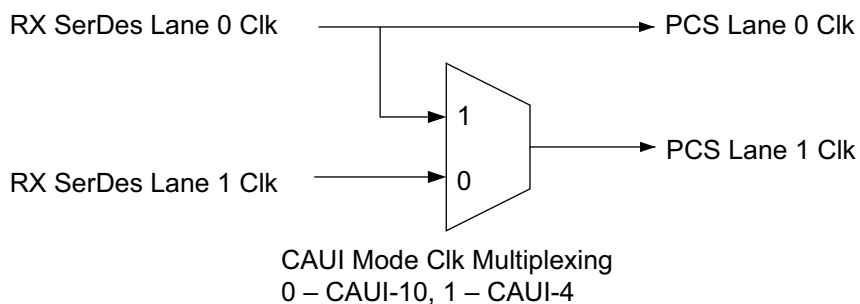 RX SerDes Lane 0 Clk
PCS Lane 0 Clk
1
PCS Lane 1 Clk
RX SerDes Lane 1 Clk
0
CAUI Mode Clk Multiplexing
0 – CAUI-10, 1 – CAUI-4